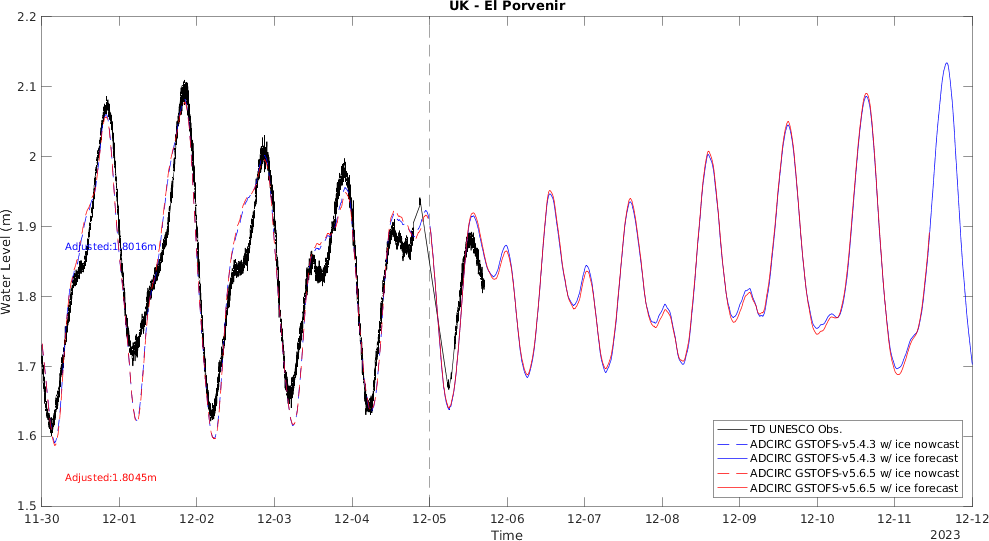 UK - El Porvenir
2.2
2.1
2
1.9
1.8
1.7
1.6
1.5
Water Level (m)
Adjusted:1.8016m
Adjusted:1.8045m
TD UNESCO Obs.
ADCIRC GSTOFS-v5.4.3 w/ ice nowcast
ADCIRC GSTOFS-v5.4.3 w/ ice forecast
ADCIRC GSTOFS-v5.6.5 w/ ice nowcast
ADCIRC GSTOFS-v5.6.5 w/ ice forecast
11-30 12-01 12-02 12-03 12-04 12-05 12-06 12-07 12-08 12-09 12-10 12-11 12-12
Time
2023